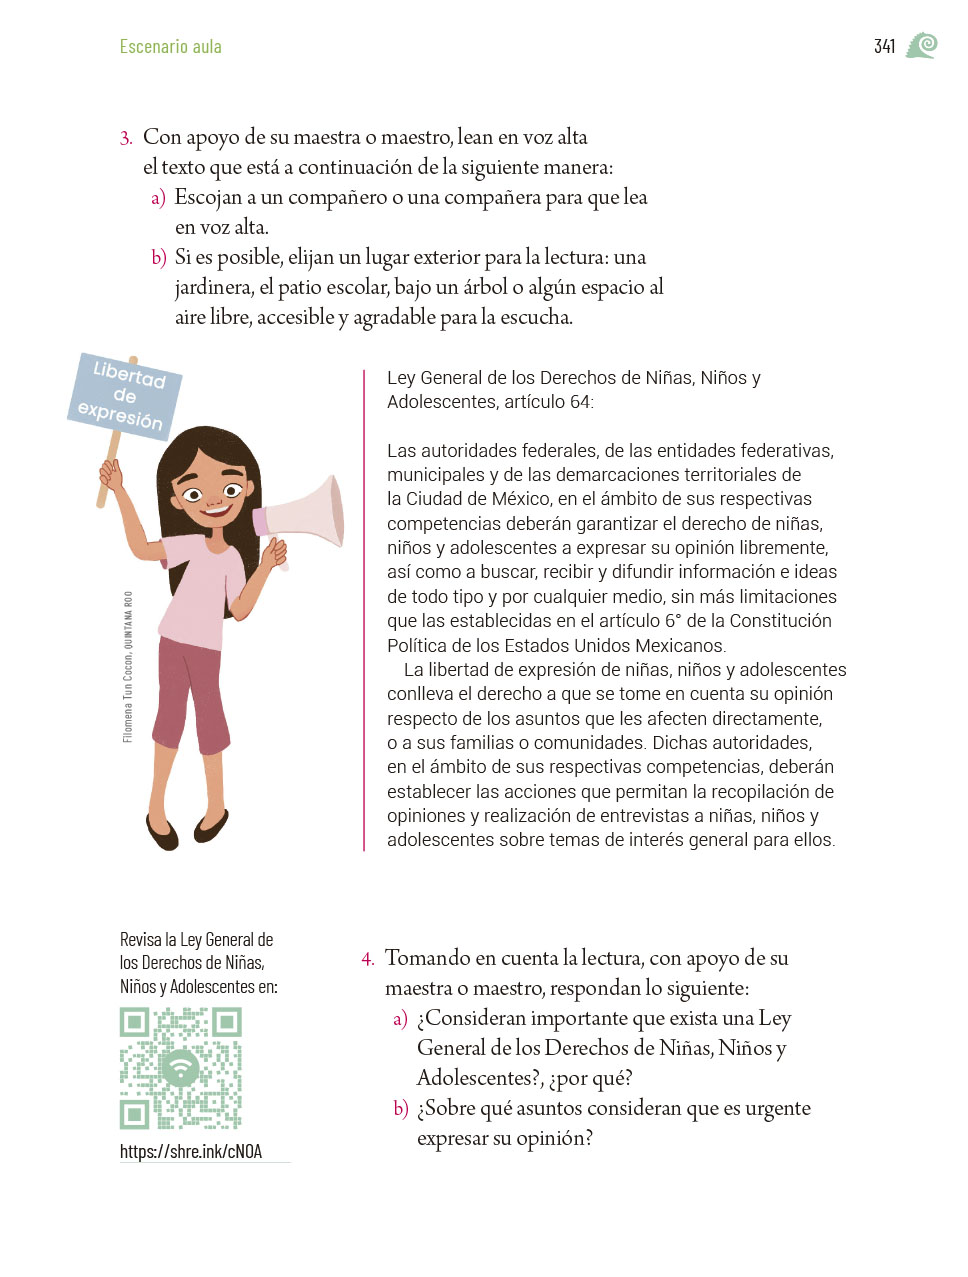 Escenario aula
341
3. Con apoyo de su maestra o maestro, lean en voz alta
el texto que está a continuación de la siguiente manera:
a) Escojan a un compañero o una compañera para que lea
en voz alta.
b) Si es posible, elijan un lugar exterior para la lectura: una
jardinera, el patio escolar, bajo un árbol o algún espacio al
aire libre, accesible y agradable para la escucha.
Libertad
de
expresión
Filomena Tun Cocon, QUINTANA ROO
Ley General de los Derechos de Niñas, Niños y
Adolescentes, artículo 64:
Las autoridades federales, de las entidades federativas,
municipales y de las demarcaciones territoriales de
la Ciudad de México, en el ámbito de sus respectivas
competencias deberán garantizar el derecho de niñas,
niños y adolescentes a expresar su opinión libremente,
así como a buscar, recibir y difundir información e ideas
de todo tipo y por cualquier medio, sin más limitaciones
que las establecidas en el artículo 6° de la Constitución
Política de los Estados Unidos Mexicanos.
La libertad de expresión de niñas, niños y adolescentes
conlleva el derecho a que se tome en cuenta su opinión
respecto de los asuntos que les afecten directamente,
o a sus familias o comunidades. Dichas autoridades,
en el ámbito de sus respectivas competencias, deberán
establecer las acciones que permitan la recopilación de
opiniones y realización de entrevistas a niñas, niños y
adolescentes sobre temas de interés general para ellos.
Revisa la Ley General de
los Derechos de Niñas,
Niños y Adolescentes en:
https://shre.ink/cNOA
4. Tomando en cuenta la lectura, con apoyo de su
maestra o maestro, respondan lo siguiente:
a) ¿Consideran importante que exista una Ley
General de los Derechos de Niñas, Niños y
Adolescentes?, ¿por qué?
b) ¿Sobre qué asuntos consideran que es urgente
expresar su opinión?